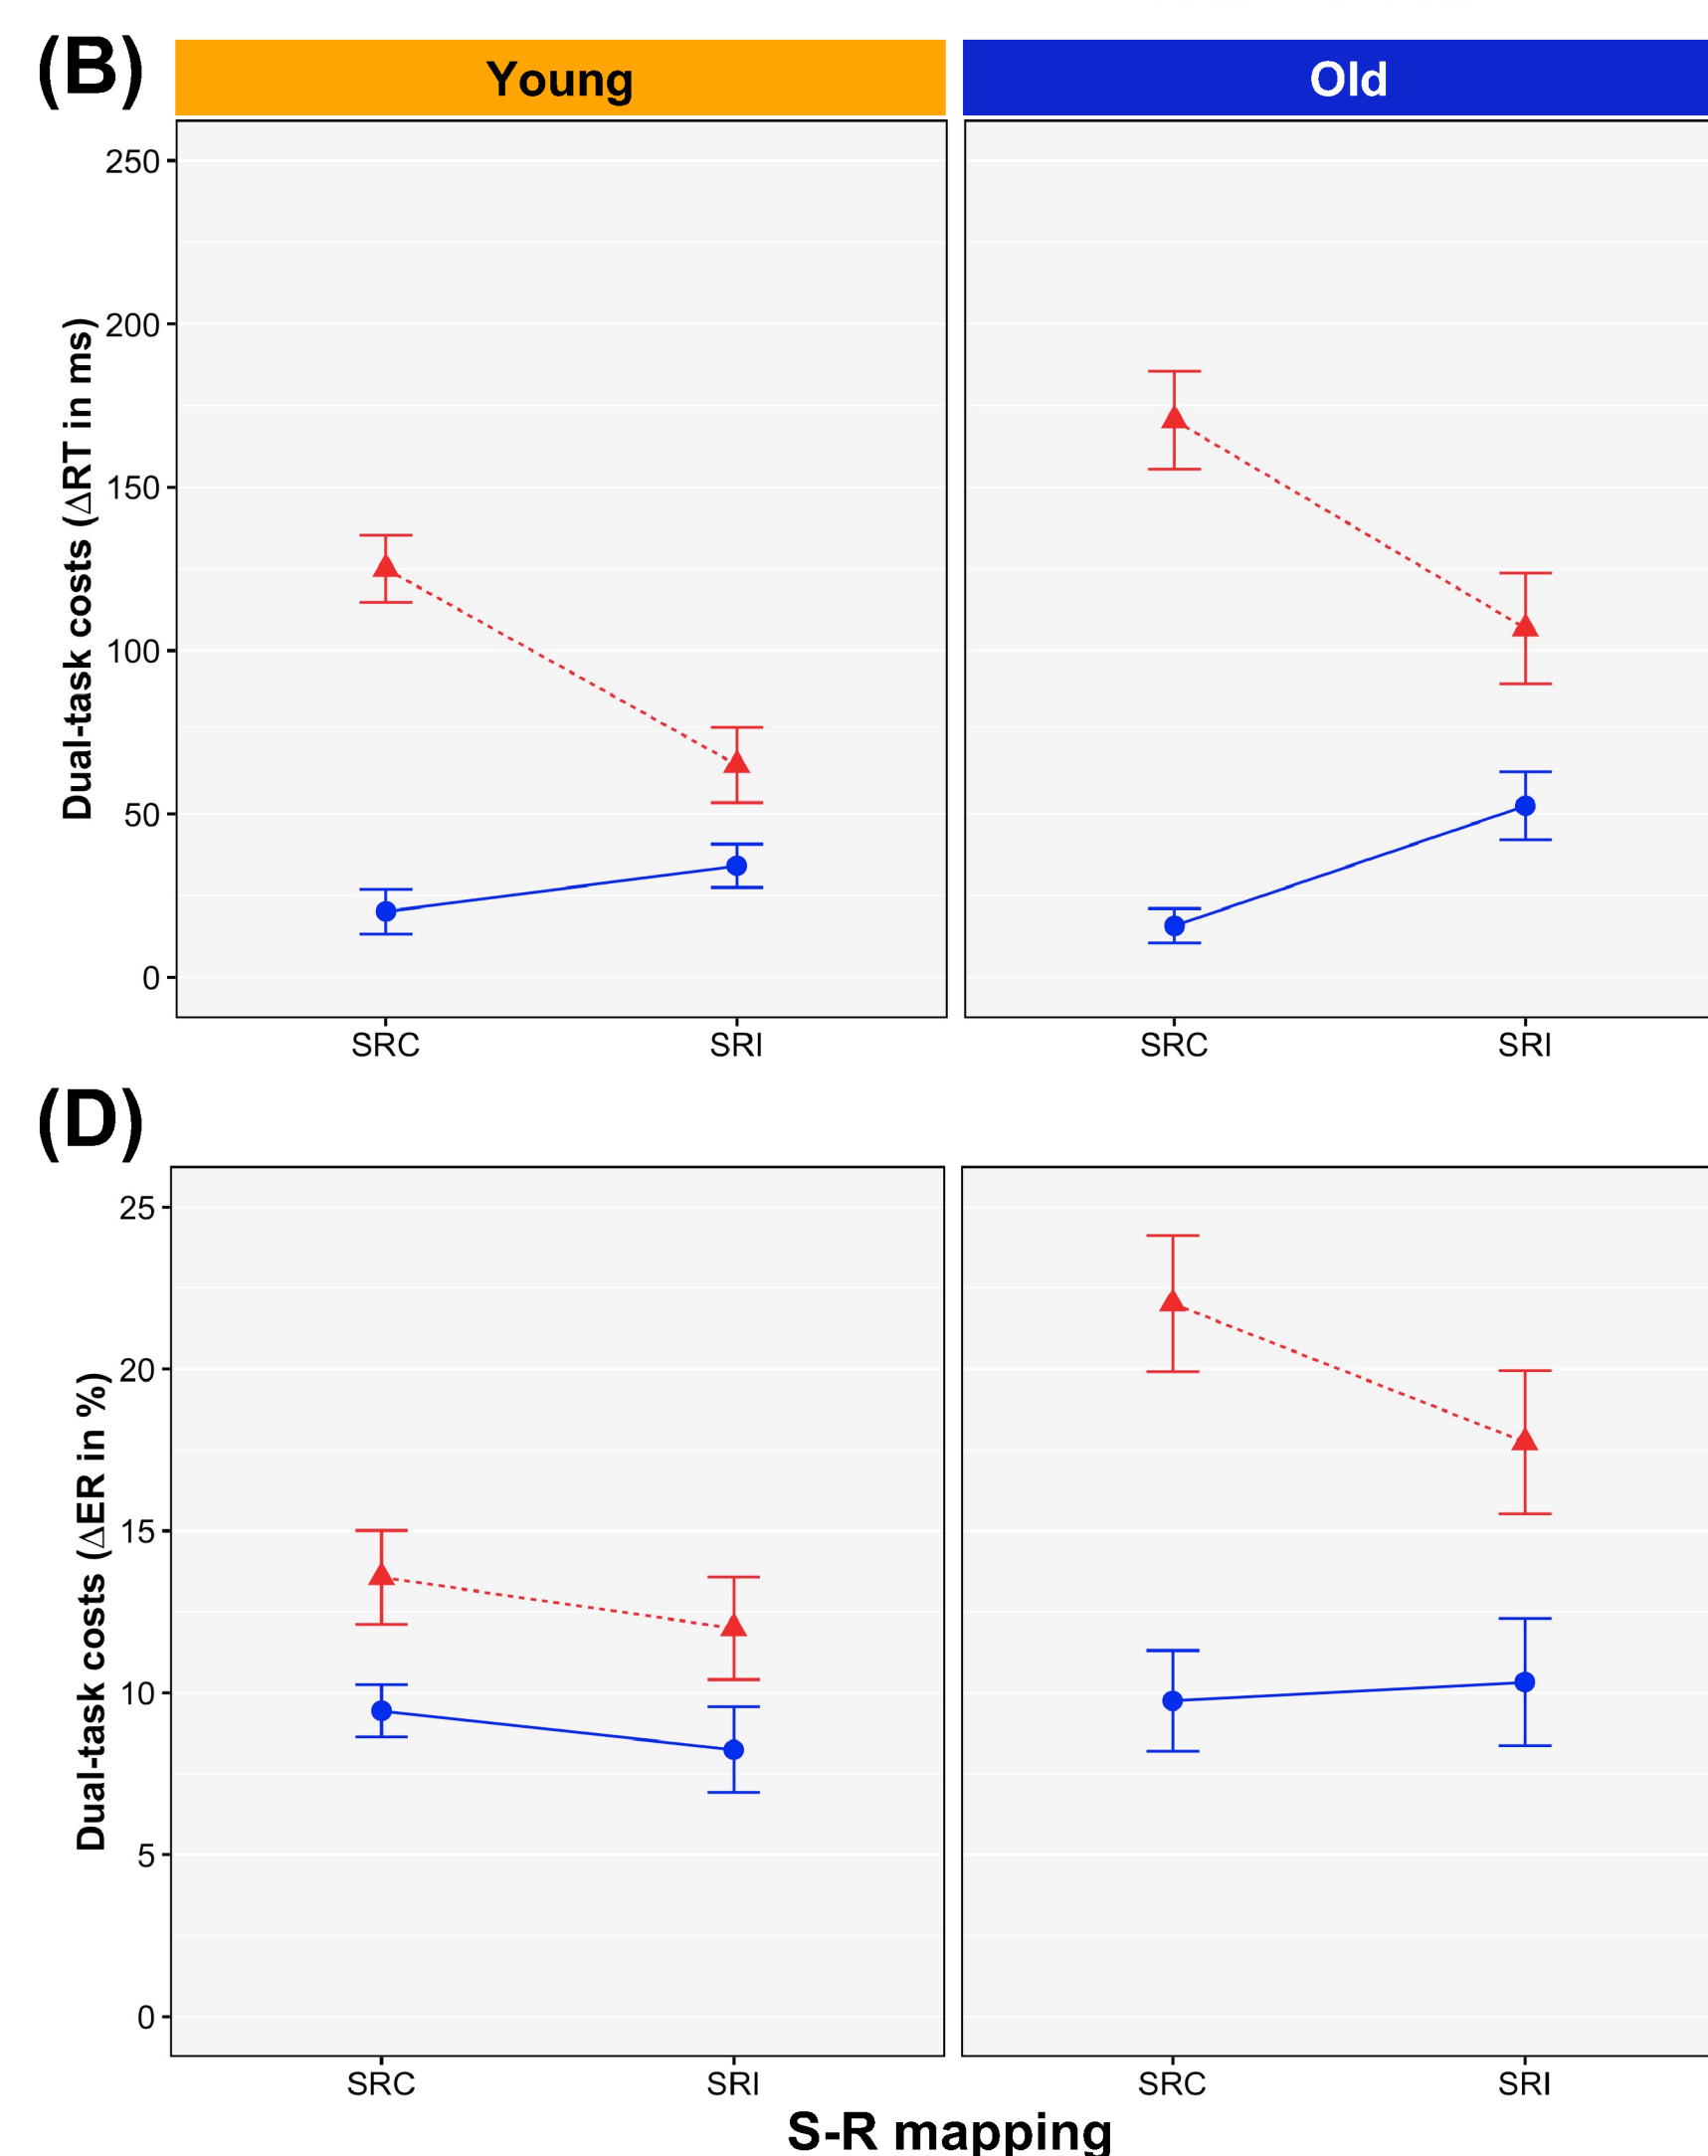 (B)
Young
Old
Dual-task costs (ΔRT in ms)
250
200
150
100
50
0
SRC
SRI
SRC
SRI
(D)
Dual-task costs (ΔER in %)
25
20
15
10
5
0
SRC
SRI
SRC
SRI
S-R mapping